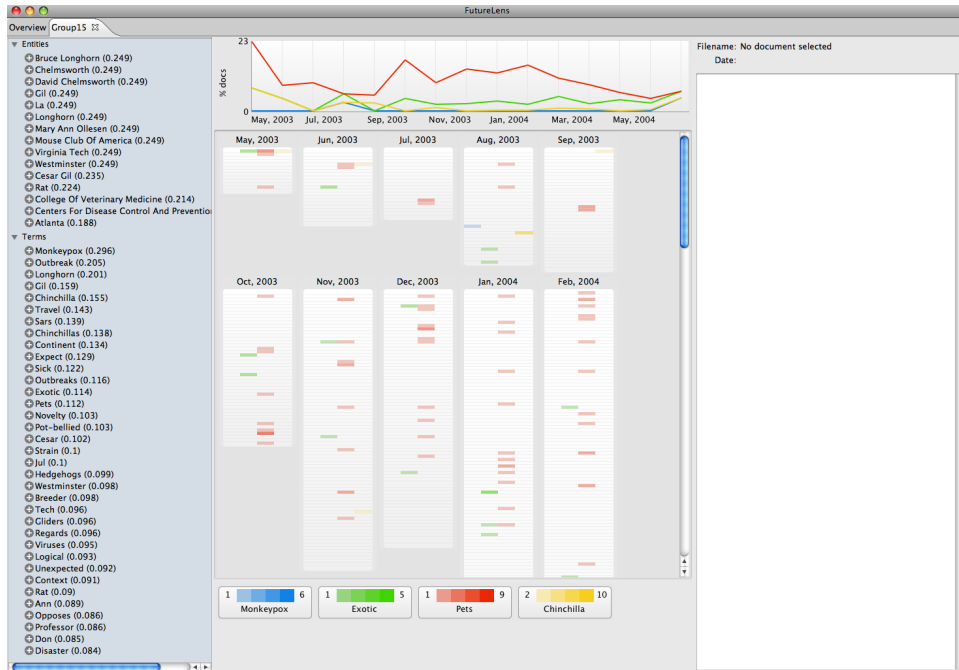 FutureLens
Overview
Group15
Entities
Bruce Longhorn (0.249)
Chelmsworth (0.249)
David Chelmsworth (0.249)
Gil (0.249)
La (0.249)
Longhorn (0.249)
Mary Ann Ollesen (0.249)
Mouse Club Of America (0.249)
Virginia Tech (0.249)
Westminster (0.249)
Cesar Gil (0.235)
Rat (0.224)
College Of Veterinary Medicine (0.214)
Centers For Disease Control And Preventio
Atlanta (0.188)
Terms
Monkeypox (0.296)
Outbreak (0.205)
Longhorn (0.201)
Gil (0.159)
Chinchilla (0.155)
Travel (0.143)
Sars (0.139)
Chinchillas (0.138)
Continent (0.134)
Expect (0.129)
Sick (0.122)
Outbreaks (0.116)
Exotic (0.114)
Pets (0.112)
Novelty (0.103)
Pot-bellied (0.103)
Cesar (0.102)
Strain (0.1)
Jul (0.1)
Hedgehogs (0.099)
Westminster (0.098)
Breeder (0.098)
Tech (0.096)
Gliders (0.096)
Regards (0.096)
Viruses (0.095)
Logical (0.093)
Unexpected (0.092)
Context (0.091)
Rat (0.09)
Ann (0.089)
Opposes (0.086)
Professor (0.086)
Don (0.085)
Disaster (0.084)
23
% docs
0
May, 2003 Jul, 2003 Sep, 2003 Nov, 2003 Jan, 2004 Mar, 2004 May, 2004
May, 2003 Jun, 2003 Jul, 2003 Aug, 2003 Sep, 2003
Oct, 2003 Nov, 2003 Dec, 2003 Jan, 2004 Feb, 2004
1 6 1 5 1 9 2 10
Monkeypox Exotic Pets Chinchilla
Filename: No document selected
Date: